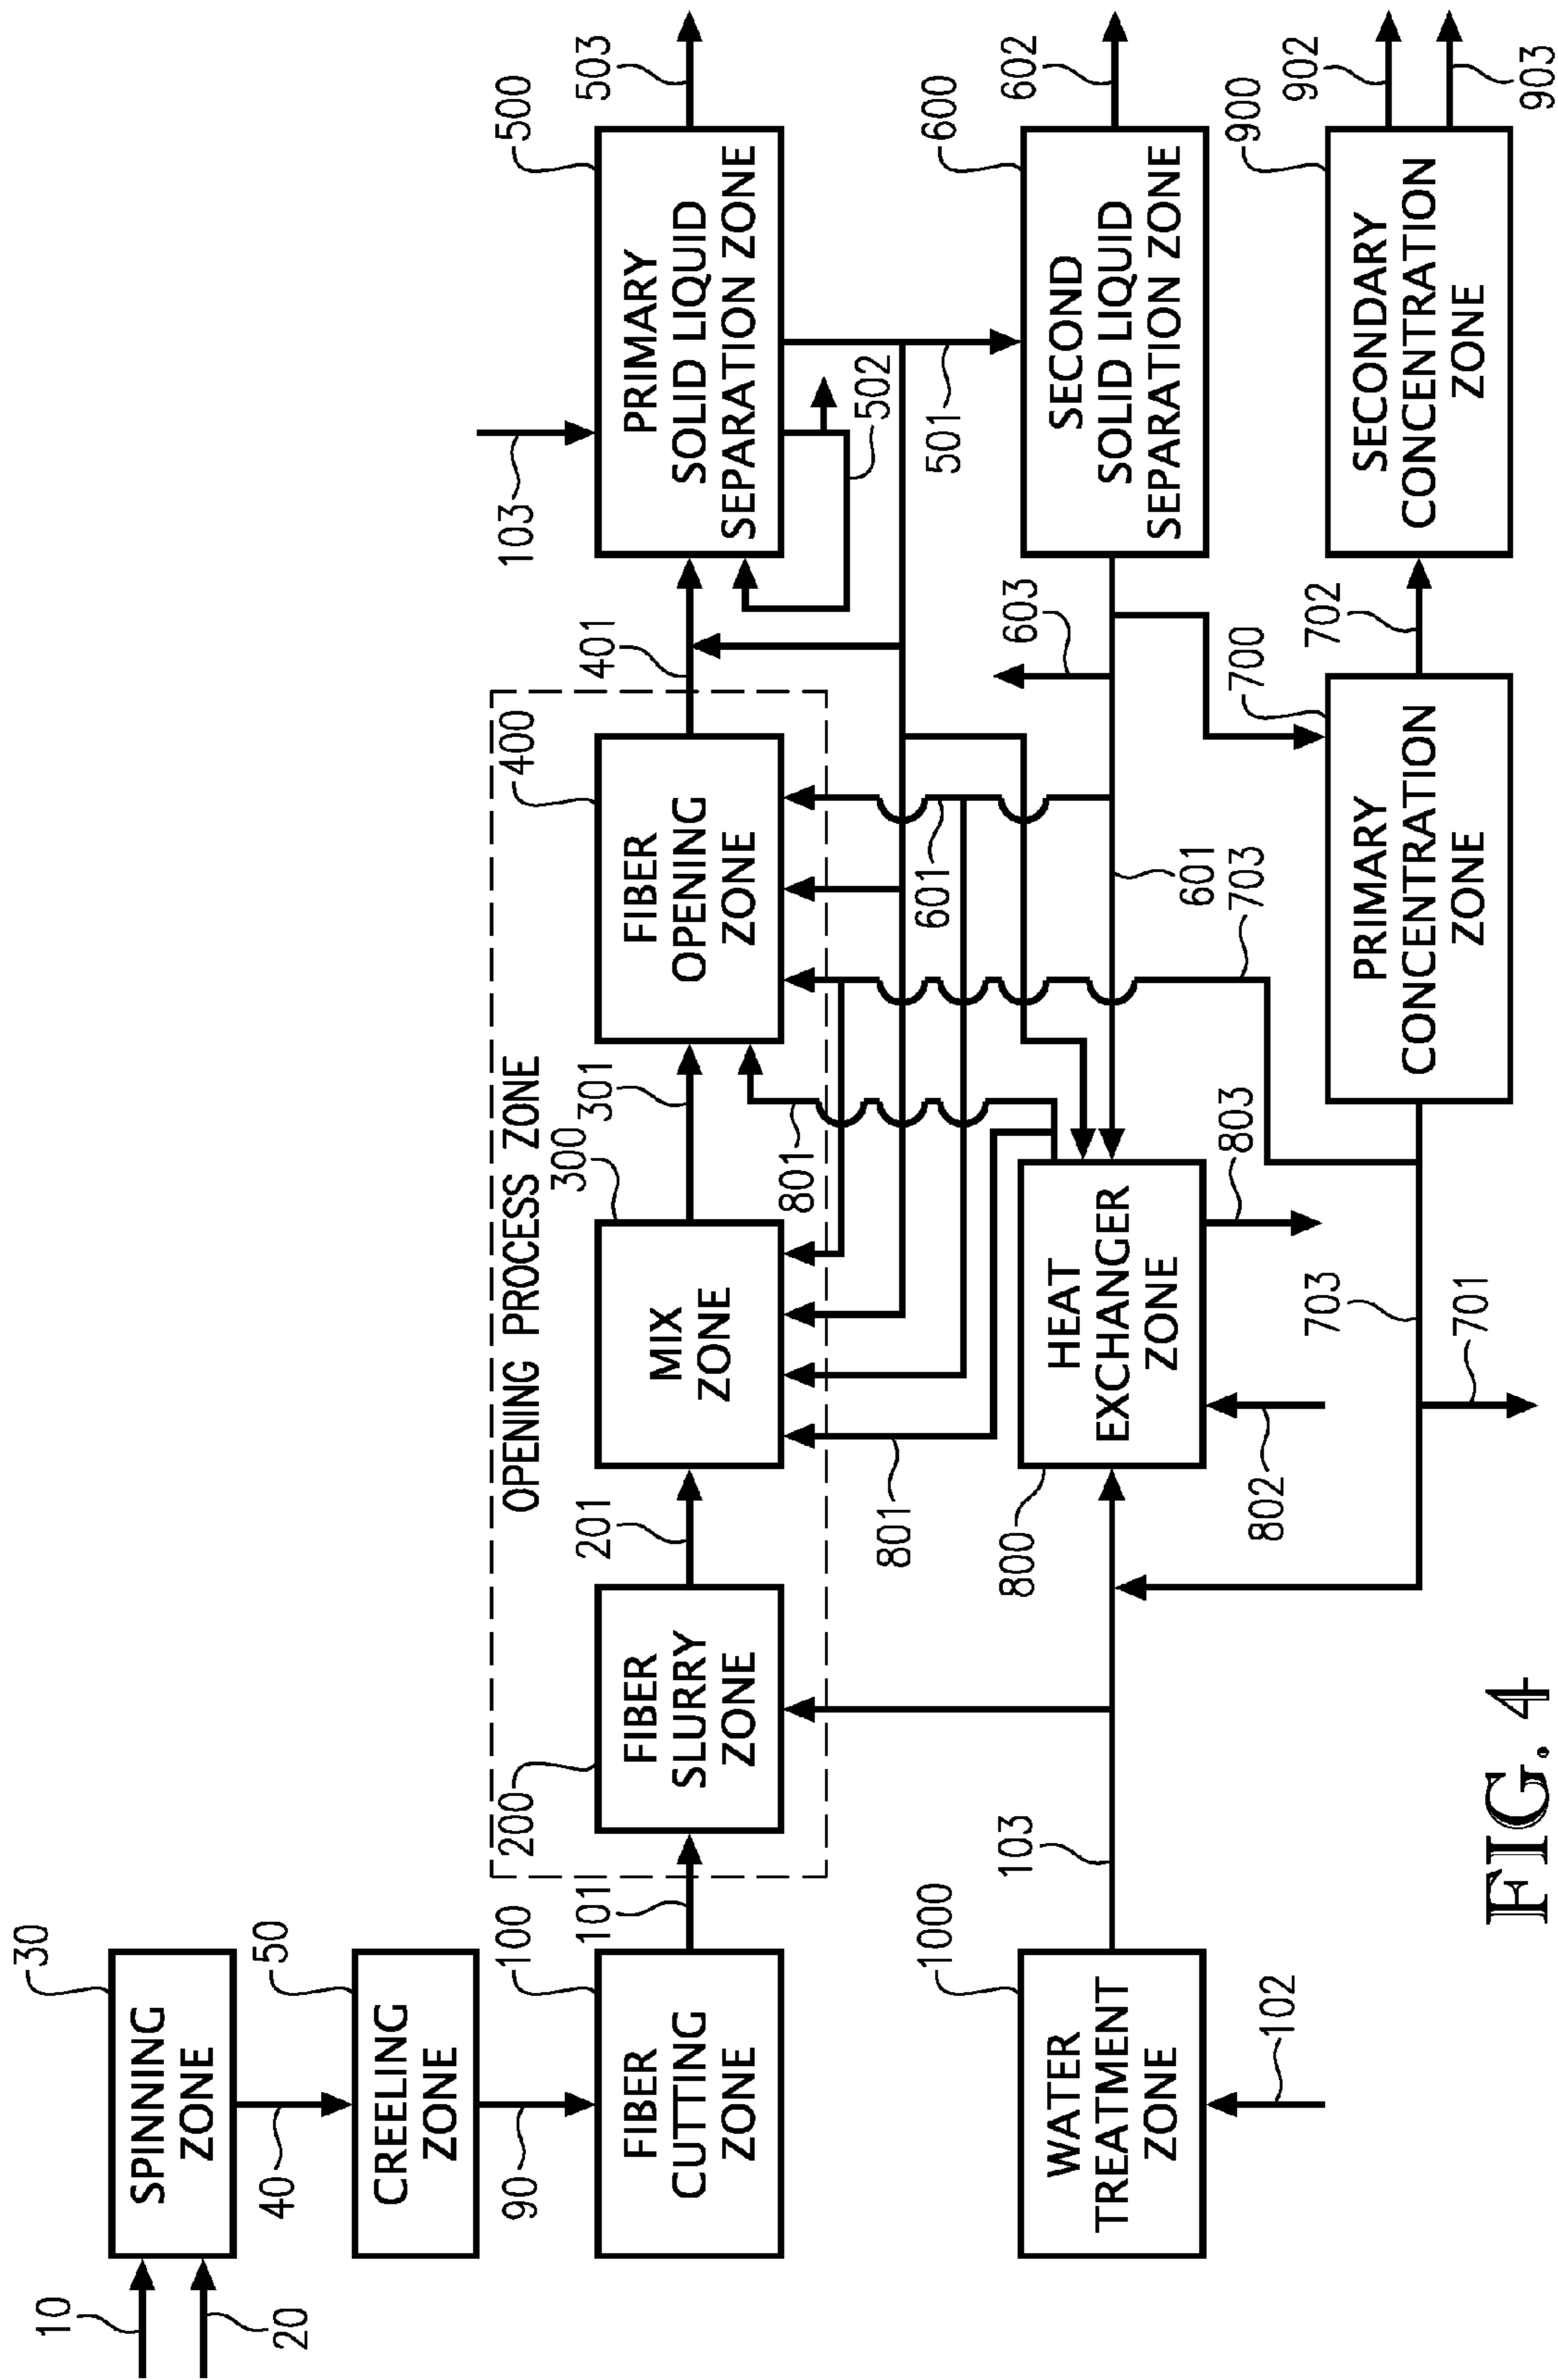 30
SPINNING
ZONE
10
20
40
50
CREELING
ZONE
90
100
FIBER
CUTTING
ZONE
101
OPENING PROCESS ZONE
200
FIBER
SLURRY
ZONE
201
300
MIX
ZONE
301
400
FIBER
OPENING
ZONE
401
103
500
PRIMARY
SOLID LIQUID
SEPARATION ZONE
503
502
501
801
801
601
601
603
703
600
SECOND
SOLID LIQUID
SEPARATION ZONE
602
1000
WATER
TREATMENT
ZONE
102
103
800
HEAT
EXCHANGER
ZONE
802
803
703
701
700
PRIMARY
CONCENTRATION
ZONE
702
900
SECONDARY
CONCENTRATION
ZONE
902
903
FIG. 4